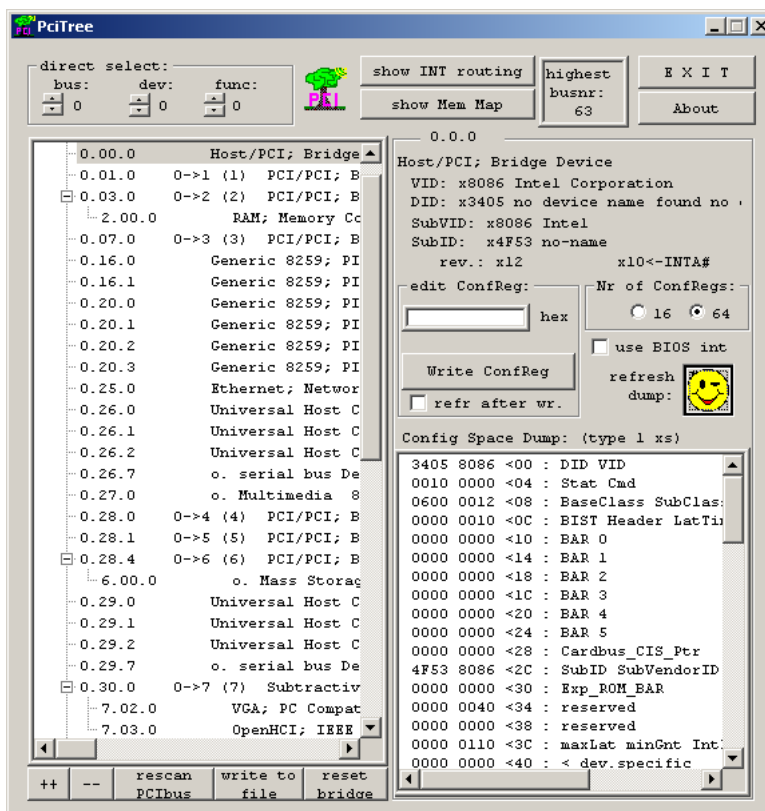 PciTree
direct select:
bus: dev: func:
0 0 0
PCI
show INT routing
show Mem Map
highest
busnr:
63
E X I T
About
0.00.0 Host/PCI; Bridge
0.01.0 0->1 (1) PCI/PCI; B
0.03.0 0->2 (2) PCI/PCI; B
2.00.0 RAM; Memory Co
0.07.0 0->3 (3) PCI/PCI; B
0.16.0 Generic 8259; PI
0.16.1 Generic 8259; PI
0.20.0 Generic 8259; PI
0.20.1 Generic 8259; PI
0.20.2 Generic 8259; PI
0.20.3 Generic 8259; PI
0.25.0 Ethernet; Networ
0.26.0 Universal Host C
0.26.1 Universal Host C
0.26.2 Universal Host C
0.26.7 o. serial bus De
0.27.0 o. Multimedia 8
0.28.0 0->4 (4) PCI/PCI; B
0.28.1 0->5 (5) PCI/PCI; B
0.28.4 0->6 (6) PCI/PCI; B
6.00.0 o. Mass Storag
0.29.0 Universal Host C
0.29.1 Universal Host C
0.29.2 Universal Host C
0.29.7 o. serial bus De
0.30.0 0->7 (7) Subtractiv
7.02.0 VGA; PC Compat
7.03.0 OpenHCI; IEEE
++
--
rescan
PCIbus
write to
file
reset
bridge
0.0.0
Host/PCI; Bridge Device
VID: x8086 Intel Corporation
DID: x3405 no device name found no
SubVID: x8086 Intel
SubID: x4F53 no-name
rev.: x12 x10<-INTA#
edit ConfReg:
hex
Write ConfReg
refr after wr.
Nr of ConfRegs:
16 64
use BIOS int
refresh
dump:
Config Space Dump: (type 1 xs)
3405 8086 <00 : DID VID
0010 0000 <04 : Stat Cmd
0600 0012 <08 : BaseClass SubClas
0000 0010 <0C : BIST Header LatTi
0000 0000 <10 : BAR 0
0000 0000 <14 : BAR 1
0000 0000 <18 : BAR 2
0000 0000 <1C : BAR 3
0000 0000 <20 : BAR 4
0000 0000 <24 : BAR 5
0000 0000 <28 : Cardbus_CIS_Ptr
4F53 8086 <2C : SubID SubVendorID
0000 0000 <30 : Exp_ROM_BAR
0000 0040 <34 : reserved
0000 0000 <38 : reserved
0000 0110 <3C : maxLat minGnt Int
0000 0000 <40 : < dev.specific